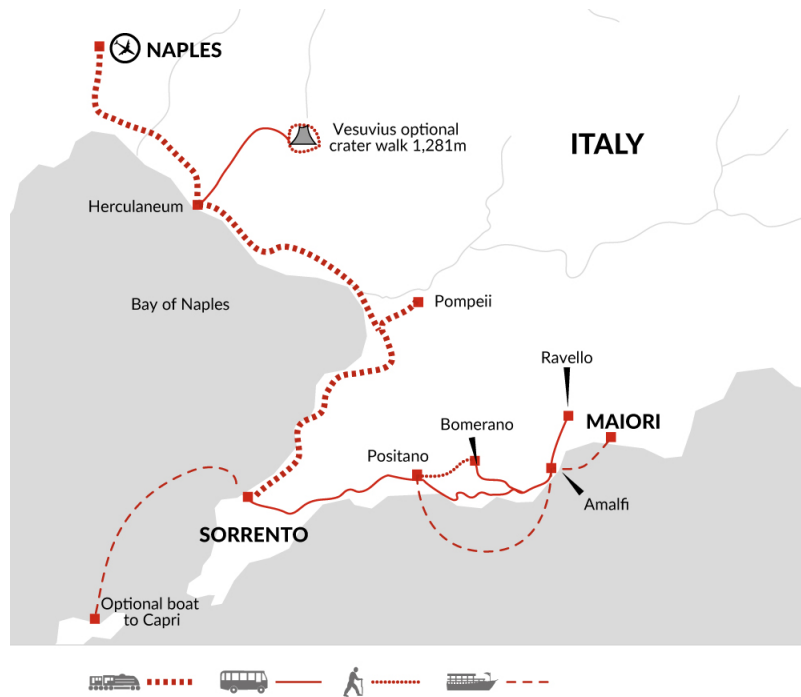 NAPLES
Vesuvius optional
crater walk 1,281m
ITALY
Herculaneum
Bay of Naples
Pompeii
Ravello
MAIORI
Bomerano
Positano
Amalfi
SORRENTO
Optional boat
to Capri